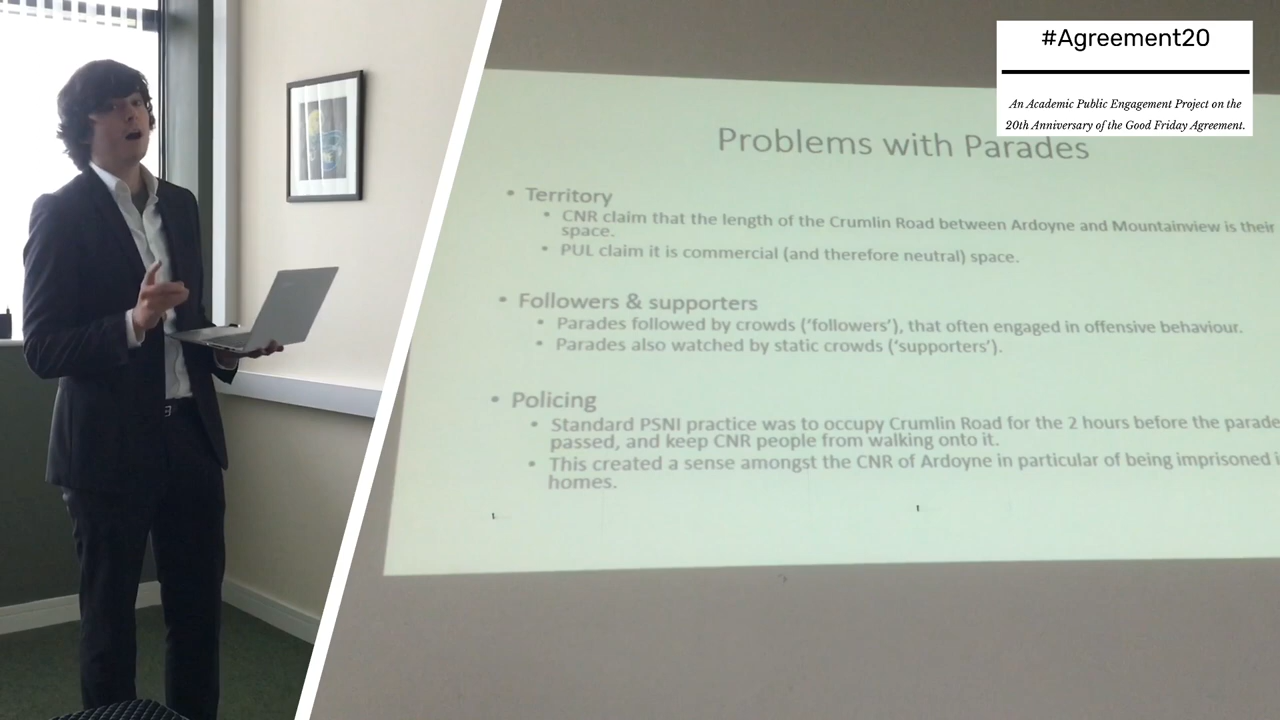 #Agreement20
An Academic Public Engagement Project on the
20th Anniversary of the Good Friday Agreement.
Problems with Parades
• Territory
• CNR claim that the length of the Crumlin Road between Ardoyne and Mountainview is their
space.
• PUL claim it is commercial (and therefore neutral) space.
• Followers & supporters
• Parades followed by crowds (‘followers’), that often engaged in offensive behaviour.
• Parades also watched by static crowds (‘supporters’).
• Policing
• Standard PSNI practice was to occupy Crumlin Road for the 2 hours before the parade
passed, and keep CNR people from walking onto it.
• This created a sense amongst the CNR of Ardoyne in particular of being imprisoned
homes.